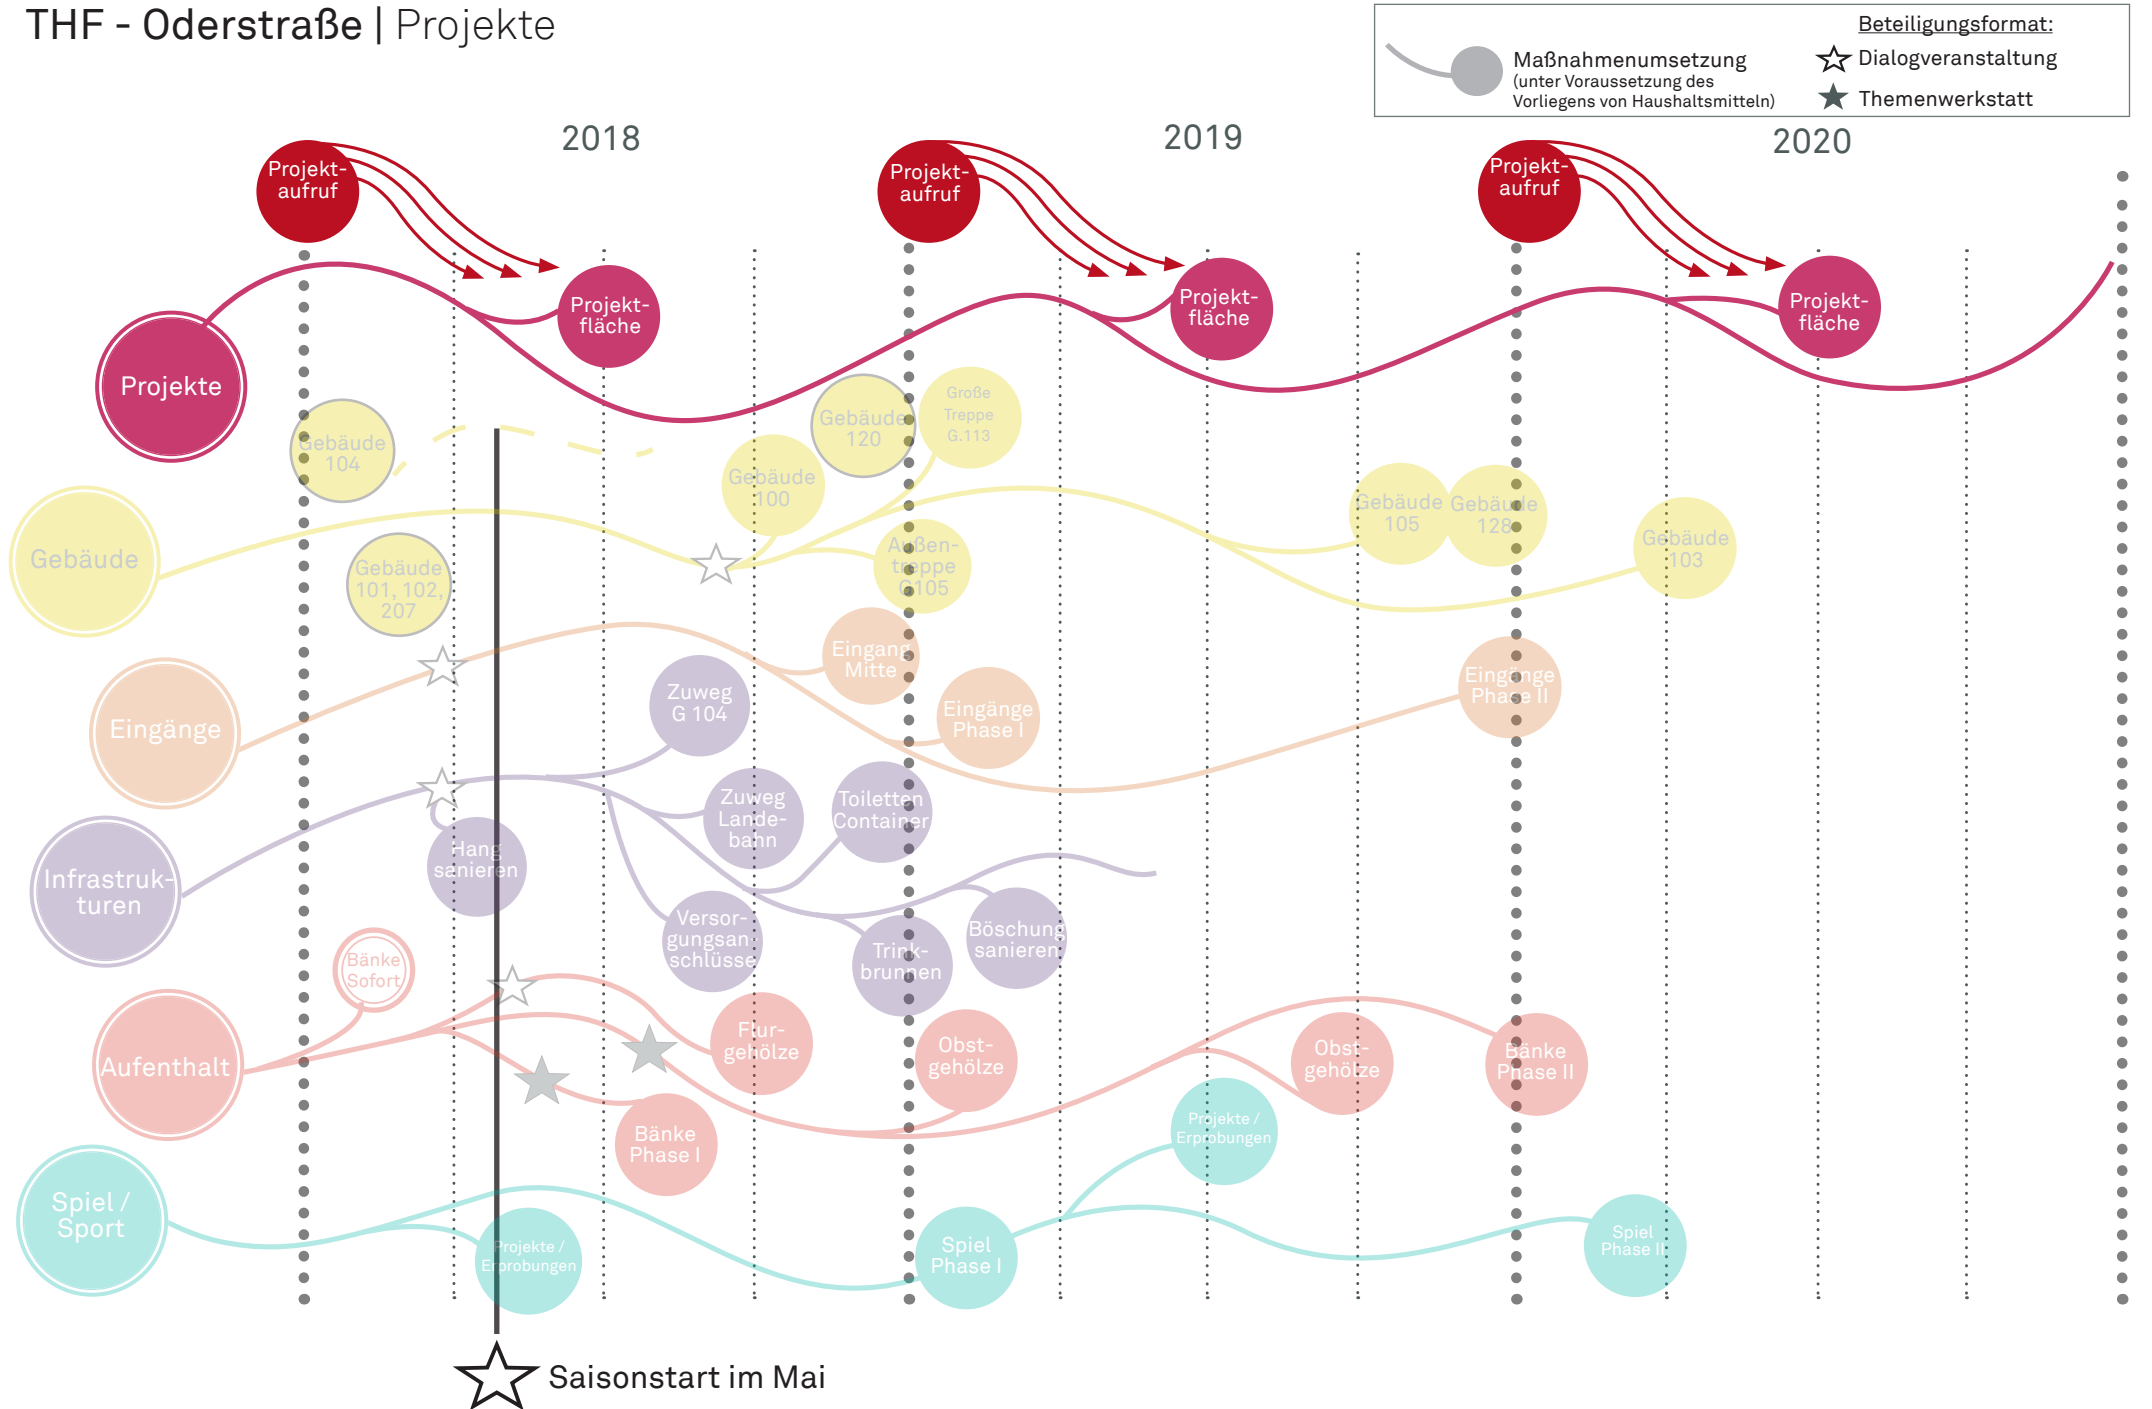 THF - Oderstraße | Projekte
Beteiligungsformat:
Maßnahmenumsetzung
(unter Voraussetzung des
Vorliegens von Haushaltsmitteln)
Dialogveranstaltung
Themenwerkstatt
2018
2019
2020
Projekt-
aufruf
Projekt-
aufruf
Projekt-
aufruf
Projekt-
fläche
Projekt-
fläche
Projekt-
fläche
Projekte
Gebäude
104
Gebäude
120
Große
Treppe
G.113
Gebäude
100
Gebäude
105
Gebäude
128
Gebäude
103
Gebäude
Gebäude
101, 102,
207
Außen-
treppe
G105
Eingänge
Eingang
Mitte
Eingänge
Phase I
Eingänge
Phase II
Zuweg
G 104
Zuweg
Lande-
bahn
Toiletten
Container
Infrastruk-
turen
Hang
sanieren
Versor-
gungsan-
schlüsse
Trink-
brunnen
Böschung
sanieren
Bänke
Sofort
Aufenthalt
Flur-
gehölze
Obst-
gehölze
Obst-
gehölze
Bänke
Phase II
Bänke
Phase I
Projekte /
Erprobungen
Spiel /
Sport
Projekte /
Erprobungen
Spiel
Phase I
Spiel
Phase II
Saisonstart im Mai